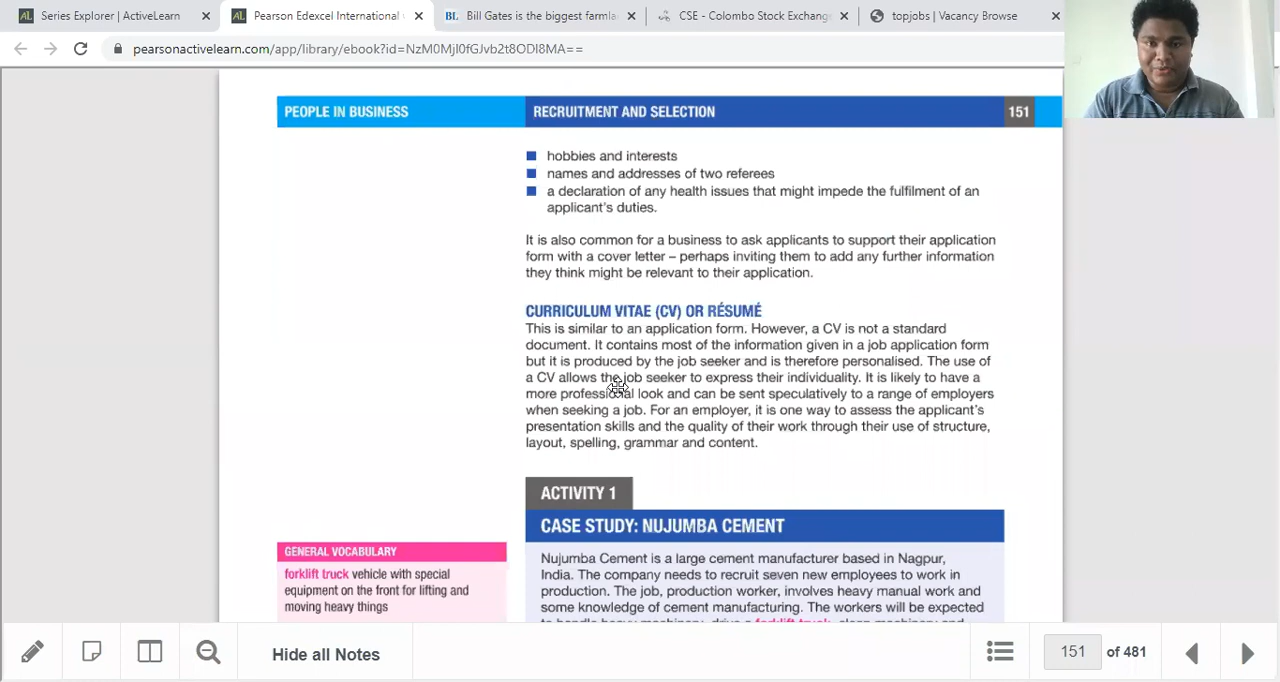 Series Explorer | ActiveLearn
Pearson Edexcel International
Bill Gates is the biggest farmla
CSE - Colombo Stock Exchang
topjobs | Vacancy Browse
PEOPLE IN BUSINESS
RECRUITMENT AND SELECTION
151
hobbies and interests
names and addresses of two referees
a declaration of any health issues that might impede the fulfilment of an
applicant's duties.
It is also common for a business to ask applicants to support their application
form with a cover letter – perhaps inviting them to add any further information
they think might be relevant to their application.
CURRICULUM VITAE (CV) OR RÉSUMÉ
This is similar to an application form. However, a CV is not a standard
document. It contains most of the information given in a job application form
but it is produced by the job seeker and is therefore personalised. The use of
a CV allows the job seeker to express their individuality. It is likely to have a
more professional look and can be sent speculatively to a range of employers
when seeking a job. For an employer, it is one way to assess the applicant's
presentation skills and the quality of their work through their use of structure,
layout, spelling, grammar and content.
ACTIVITY 1
CASE STUDY: NUJUMBA CEMENT
Nujumba Cement is a large cement manufacturer based in Nagpur,
India. The company needs to recruit seven new employees to work in
production. The job, production worker, involves heavy manual work and
some knowledge of cement manufacturing. The workers will be expected
to handle heavy machinery, drive a forklift truck, clean machinery and
GENERAL VOCABULARY
forklift truck vehicle with special
equipment on the front for lifting and
moving heavy things
Hide all Notes
151 of 481